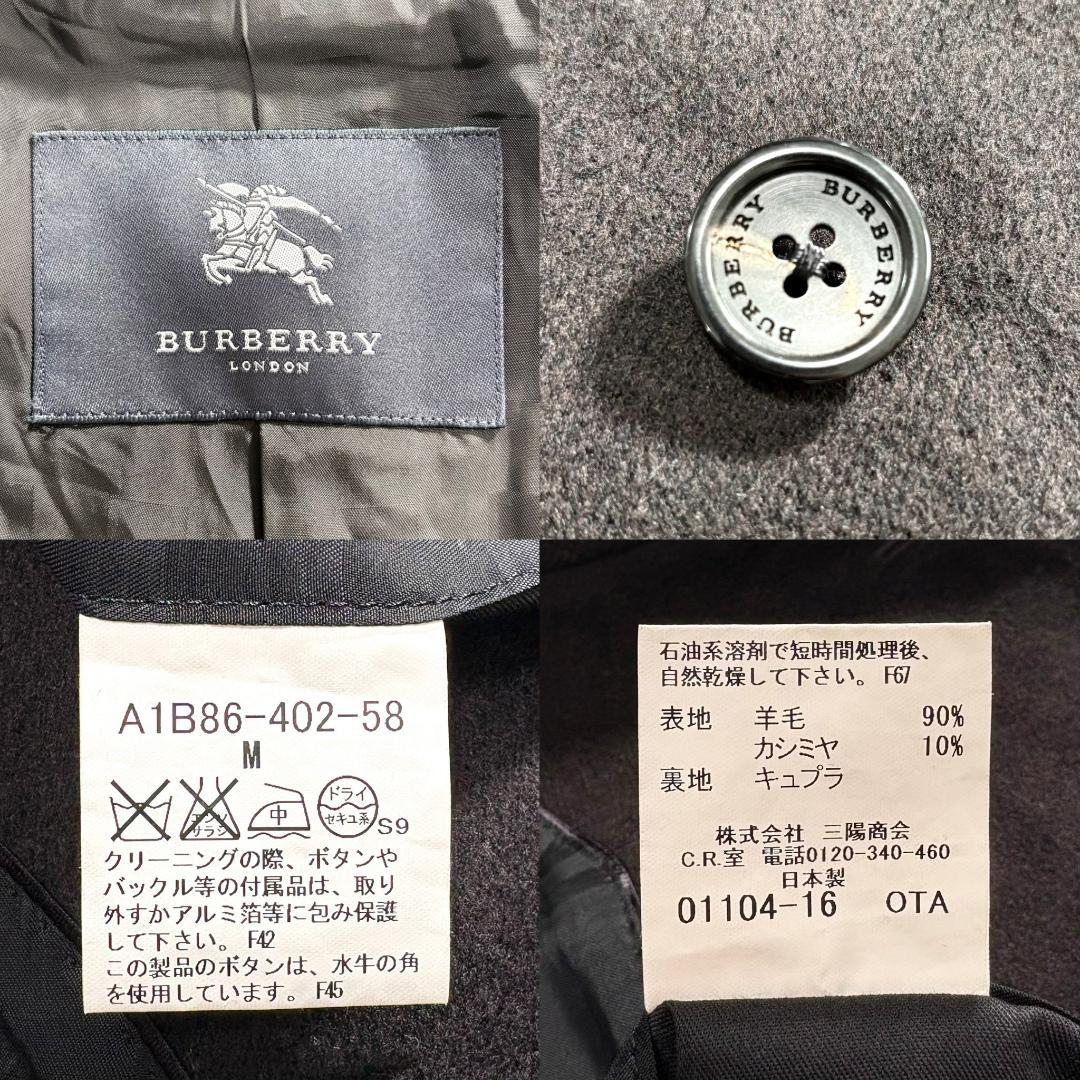 BURBERRY
LONDON
BURBERRY
BURBERRY
A1B86-402-58
M
エンソ
サラシ
中
ドライ
セキユ系
S9
クリーニングの際、ボタンや
バックル等の付属品は、取り
外すかアルミ箔等に包み保護
して下さい。 F42
この製品のボタンは、水牛の角
を使用しています。 F45
石油系溶剤で短時間処理後、
自然乾燥して下さい。 F67
表地 羊毛 90%
カシミヤ 10%
裏地 キュプラ
株式会社 三陽商会
C.R.室 電話0120-340-460
日本製
01104-16 OTA